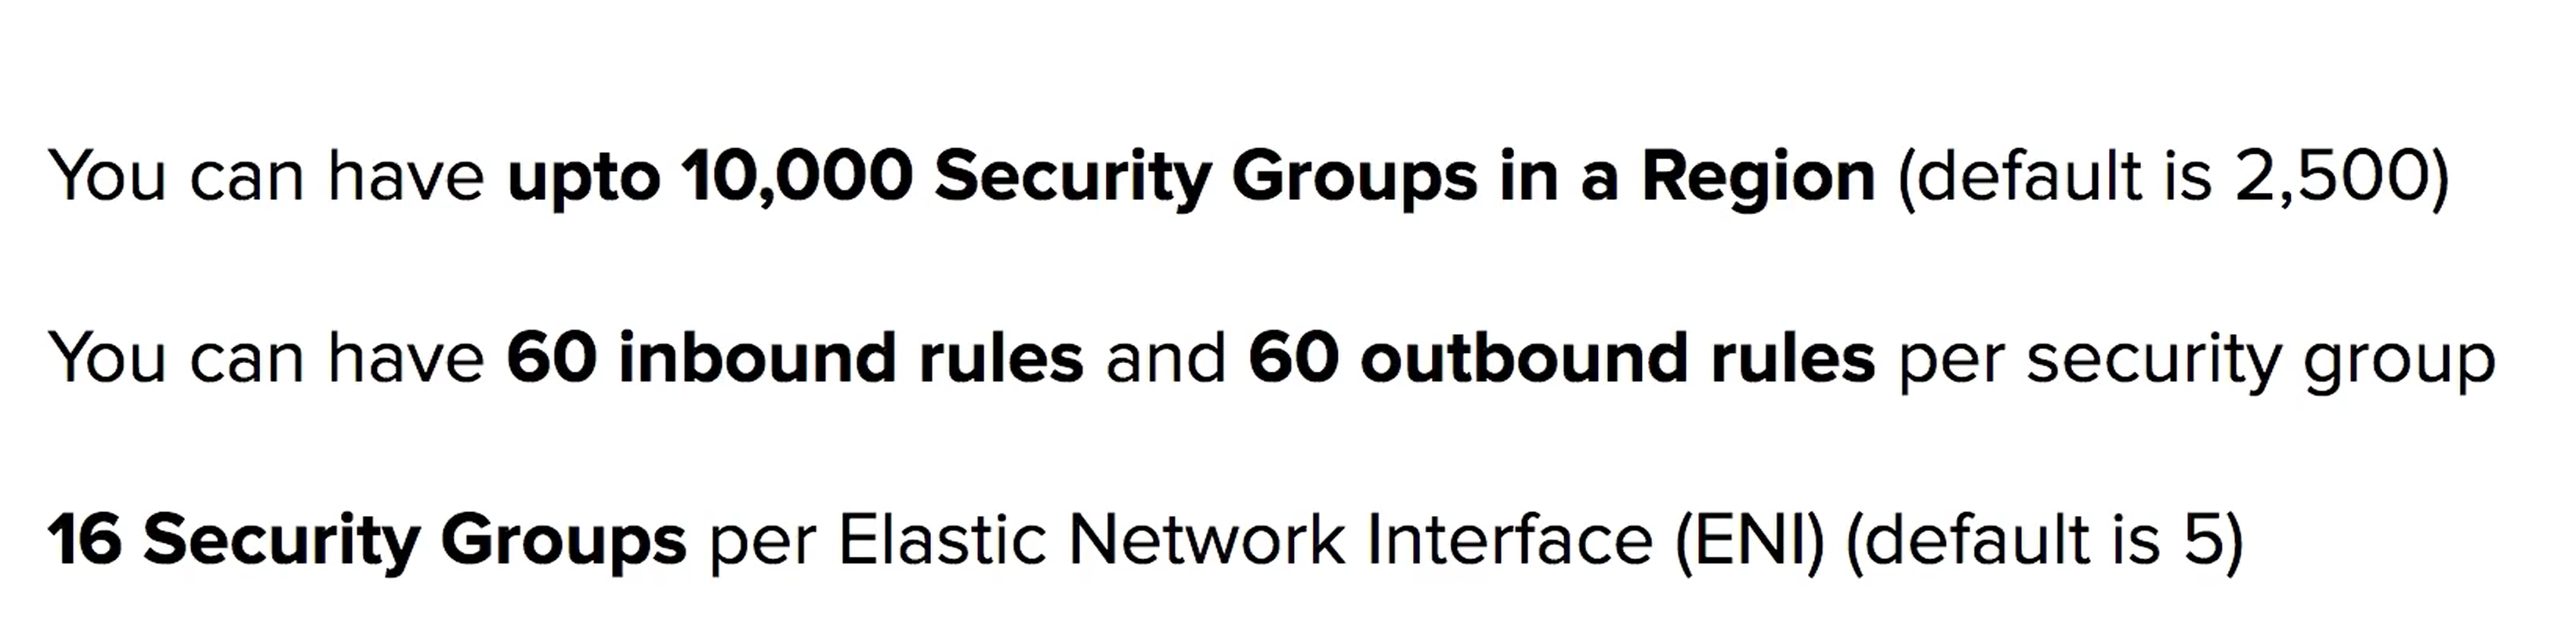 You can have upto 10,000 Security Groups in a Region (default is 2,500)
You can have 60 inbound rules and 60 outbound rules per security group
16 Security Groups per Elastic Network Interface (ENI) (default is 5)